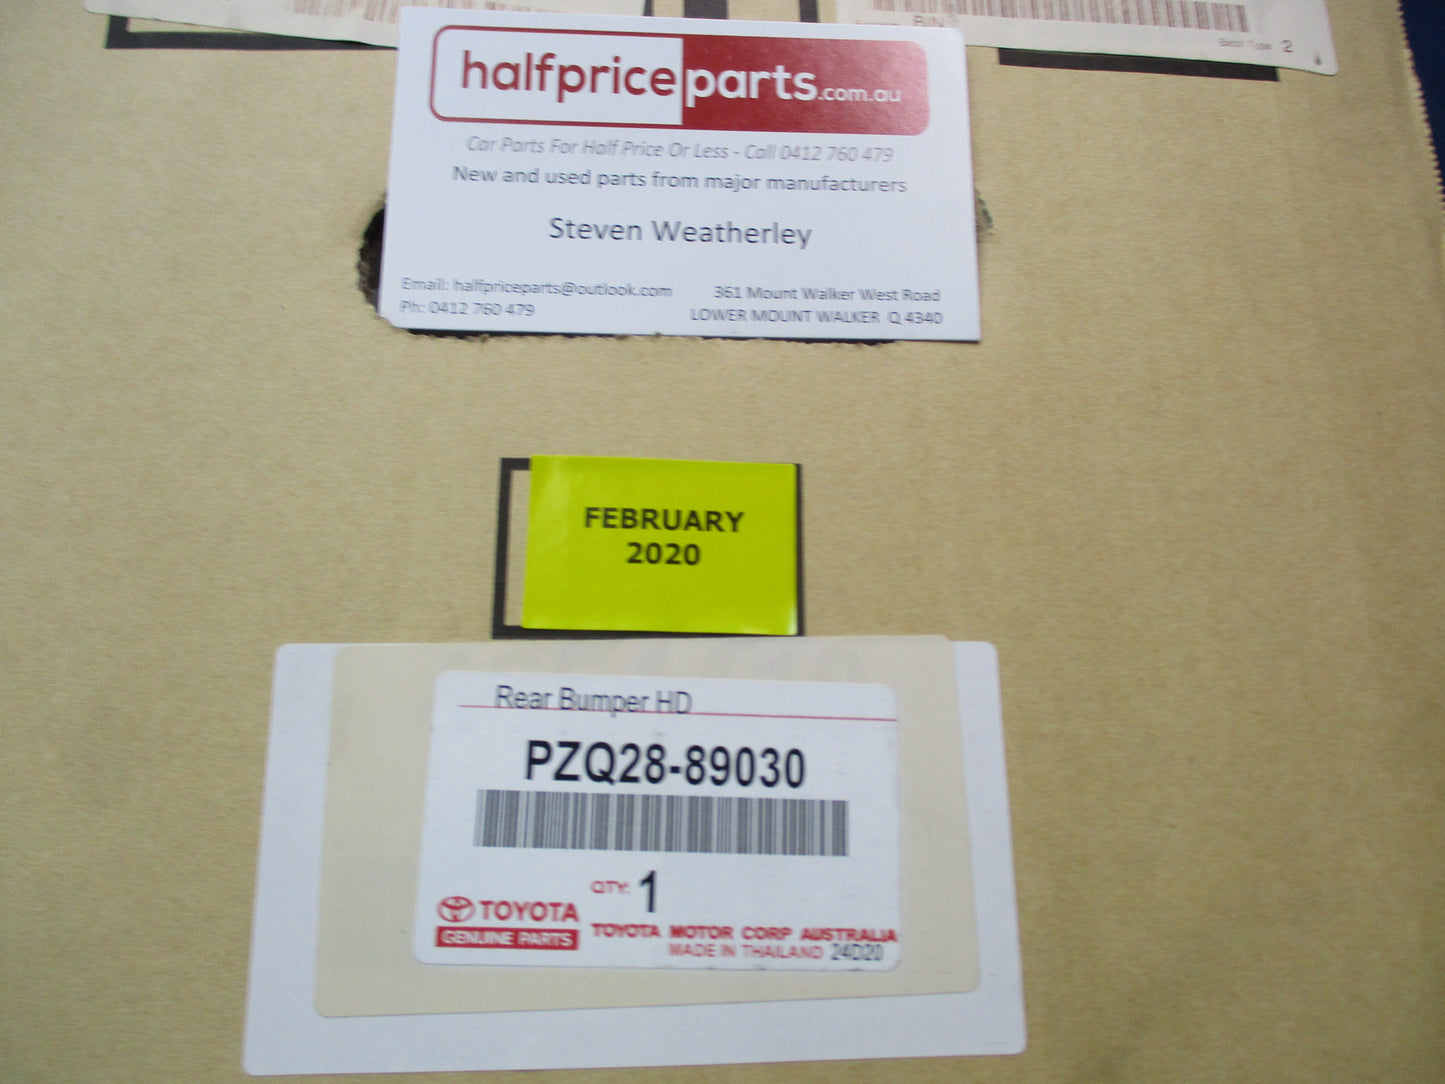 BIN
2
halfpriceparts.com.au
Car Parts For Half Price Or Less - Call 0412 760 479
New and used parts from major manufacturers
Steven Weatherley
Email: halfpriceparts@outlook.com
Ph: 0412 760 479
361 Mount Walker West Road
LOWER MOUNT WALKER Q 4340
FEBRUARY
2020
Rear Bumper HD
PZQ28-89030
QTY: 1
TOYOTA
GENUINE PARTS
TOYOTA MOTOR CORP AUSTRALIA
MADE IN THAILAND 24D20